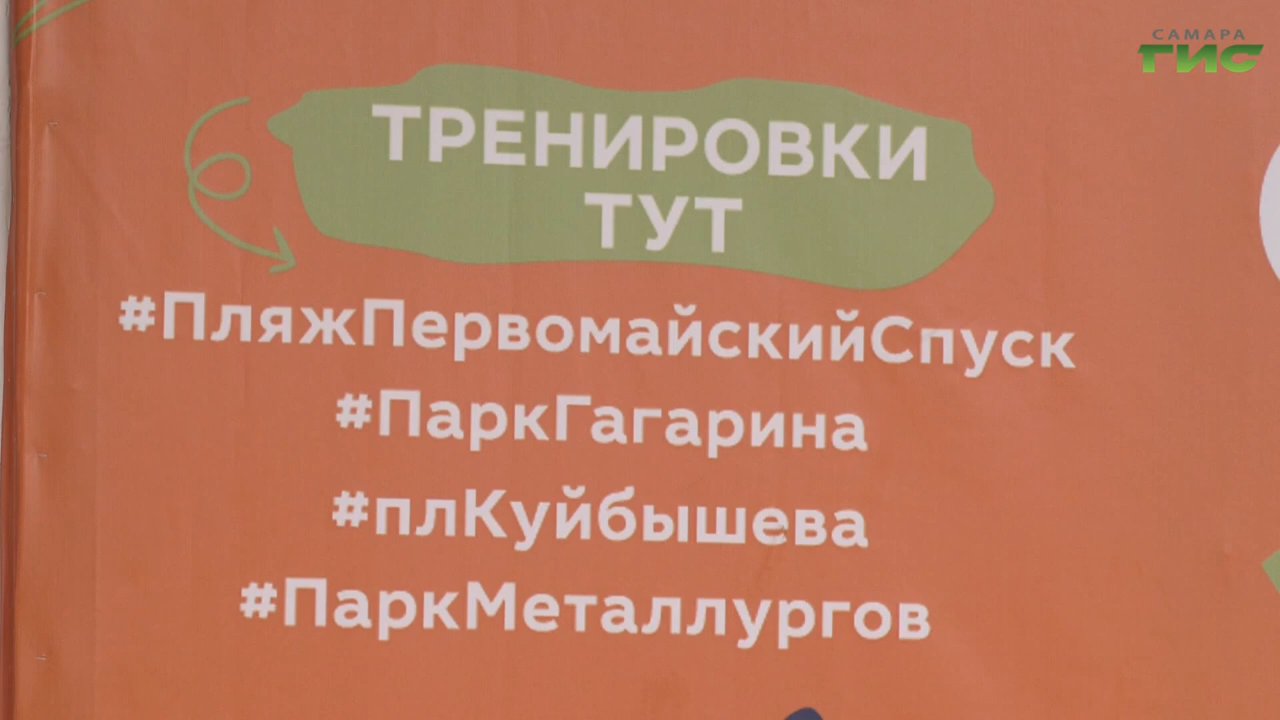 САМАРА
ГИС
ТРЕНИРОВКИ
ТУТ
#ПляжПервомайскийСпуск
#ПаркГагарина
#плКуйбышева
#ПаркМеталлургов